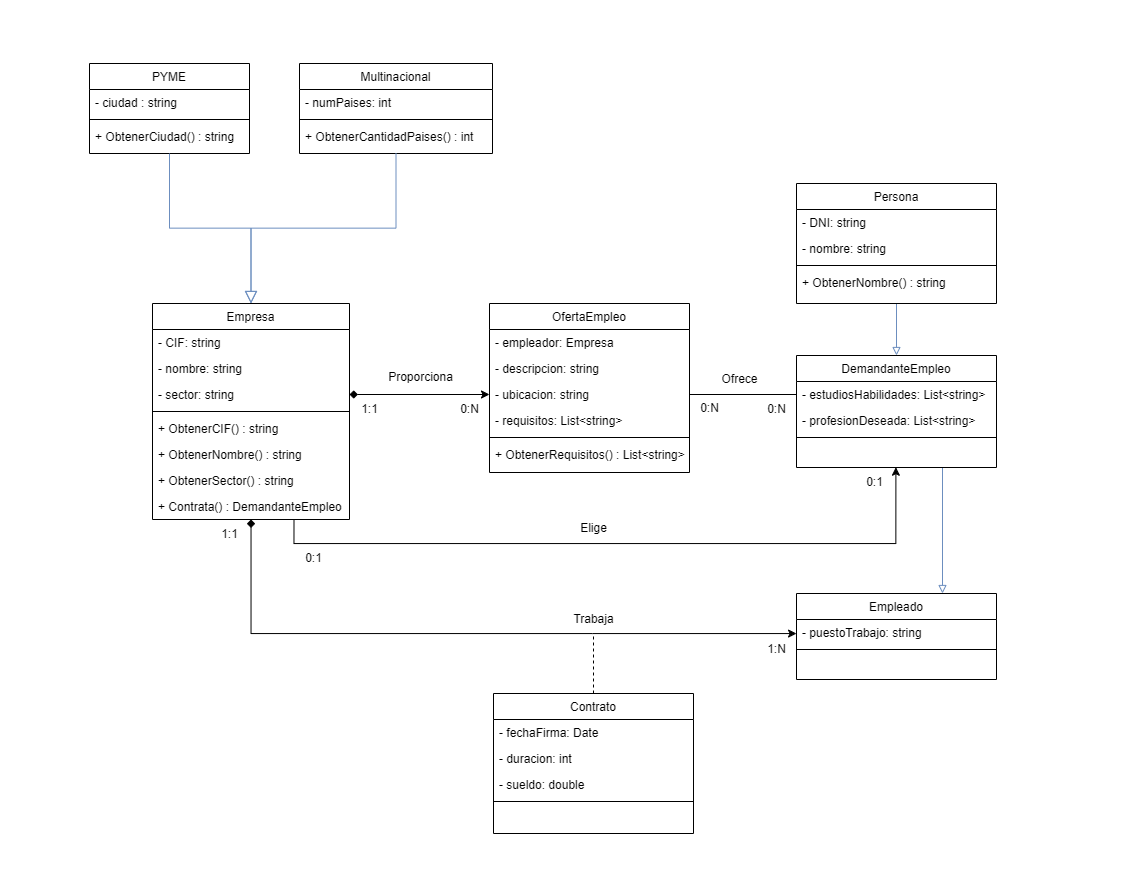 PYME
- ciudad : string
+ ObtenerCiudad() : string
Multinacional
- numPaises: int
+ ObtenerCantidadPaises() : int
Persona
- DNI: string
- nombre: string
+ ObtenerNombre() : string
Empresa
- CIF: string
- nombre: string
- sector: string
+ ObtenerCIF() : string
+ ObtenerNombre() : string
+ ObtenerSector() : string
+ Contrata() : DemandanteEmpleo
Proporciona
1:1
0:N
OfertaEmpleo
- empleador: Empresa
- descripcion: string
- ubicacion: string
- requisitos: List<string>
+ ObtenerRequisitos() : List<string>
Ofrece
0:N
0:N
DemandanteEmpleo
- estudiosHabilidades: List<string>
- profesionDeseada: List<string>
0:1
Elige
1:1
0:1
Empleado
- puestoTrabajo: string
Trabaja
1:N
Contrato
- fechaFirma: Date
- duracion: int
- sueldo: double